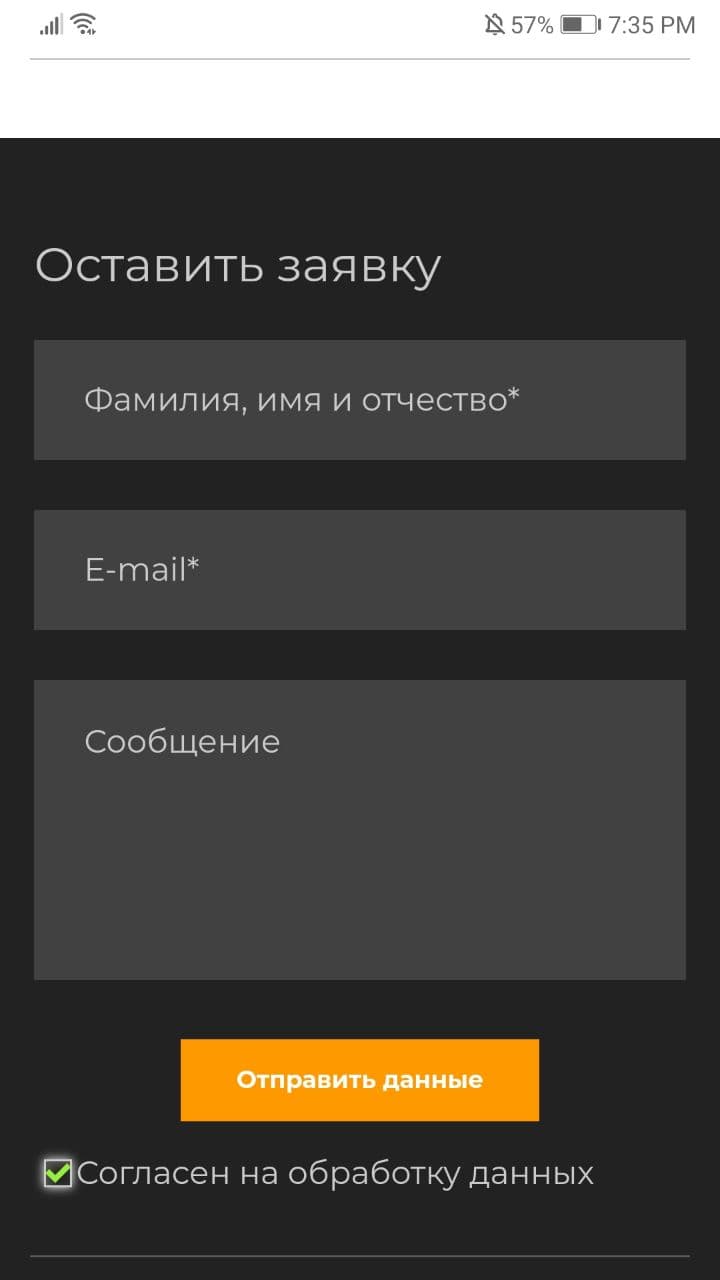 57% 7:35 PM
Оставить заявку
Фамилия, имя и отчество*
E-mail*
Сообщение
Отправить данные
Согласен на обработку данных